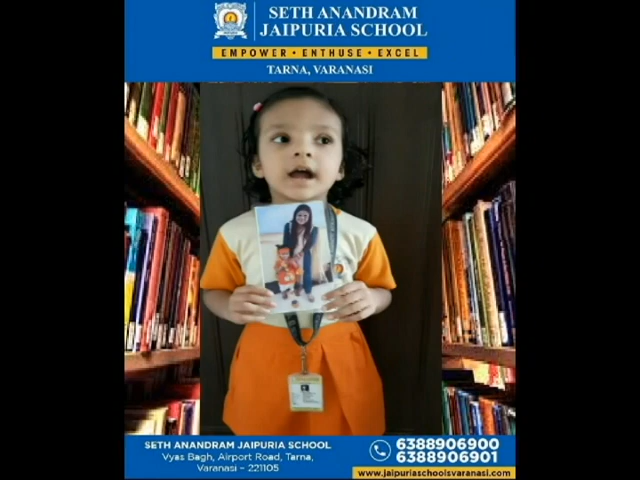 SETH ANANDRAM
JAIPURIA SCHOOL
EMPOWER • ENTHUSE • EXCEL
TARNA, VARANASI
SETH ANANDRAM JAIPURIA SCHOOL
Vyas Bagh, Airport Road, Tarna,
Varanasi – 221105
6388906900
6388906901
www.jaipuriaschoolsvaranasi.com